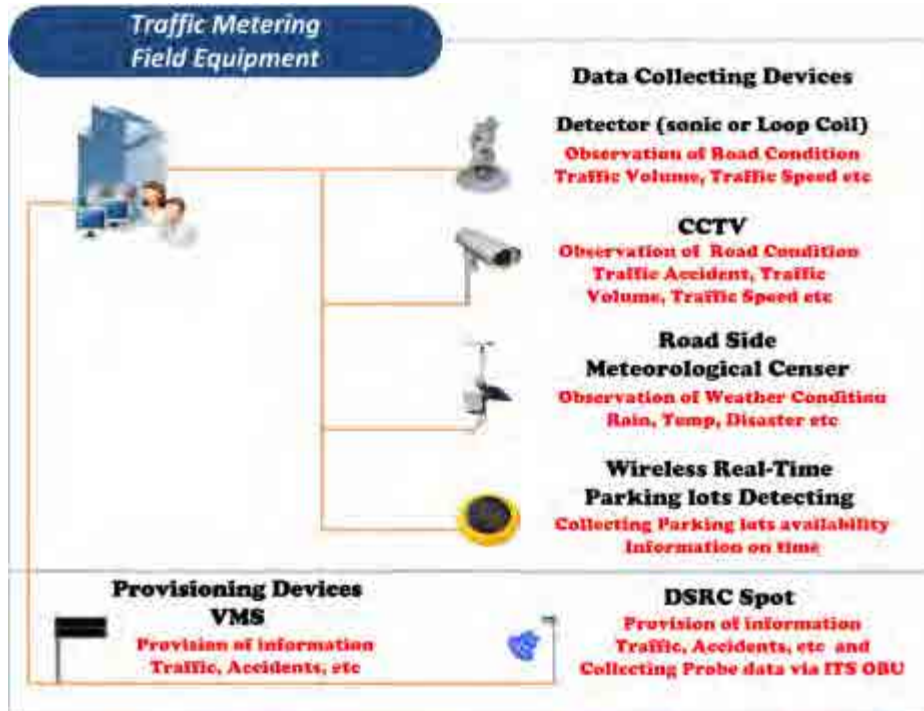 Traffic Metering
Field Equipment
Data Collecting Devices
Detector (sonic or Loop Coil)
Observation of Road Condition
Traffic Volume, Traffic Speed etc
CCTV
Observation of Road Condition
Traffic Accident, Traffic
Volume, Traffic Speed etc
Road Side
Meteorological Censer
Observation of Weather Condition
Rain, Temp, Disaster etc
Wireless Real-Time
Parking lots Detecting
Collecting Parking lots availability
Information on time
Provisioning Devices
VMS
Provision of information
Traffic, Accidents, etc
DSRC Spot
Provision of information
Traffic, Accidents, etc and
Collecting Probe data via ITS OBU